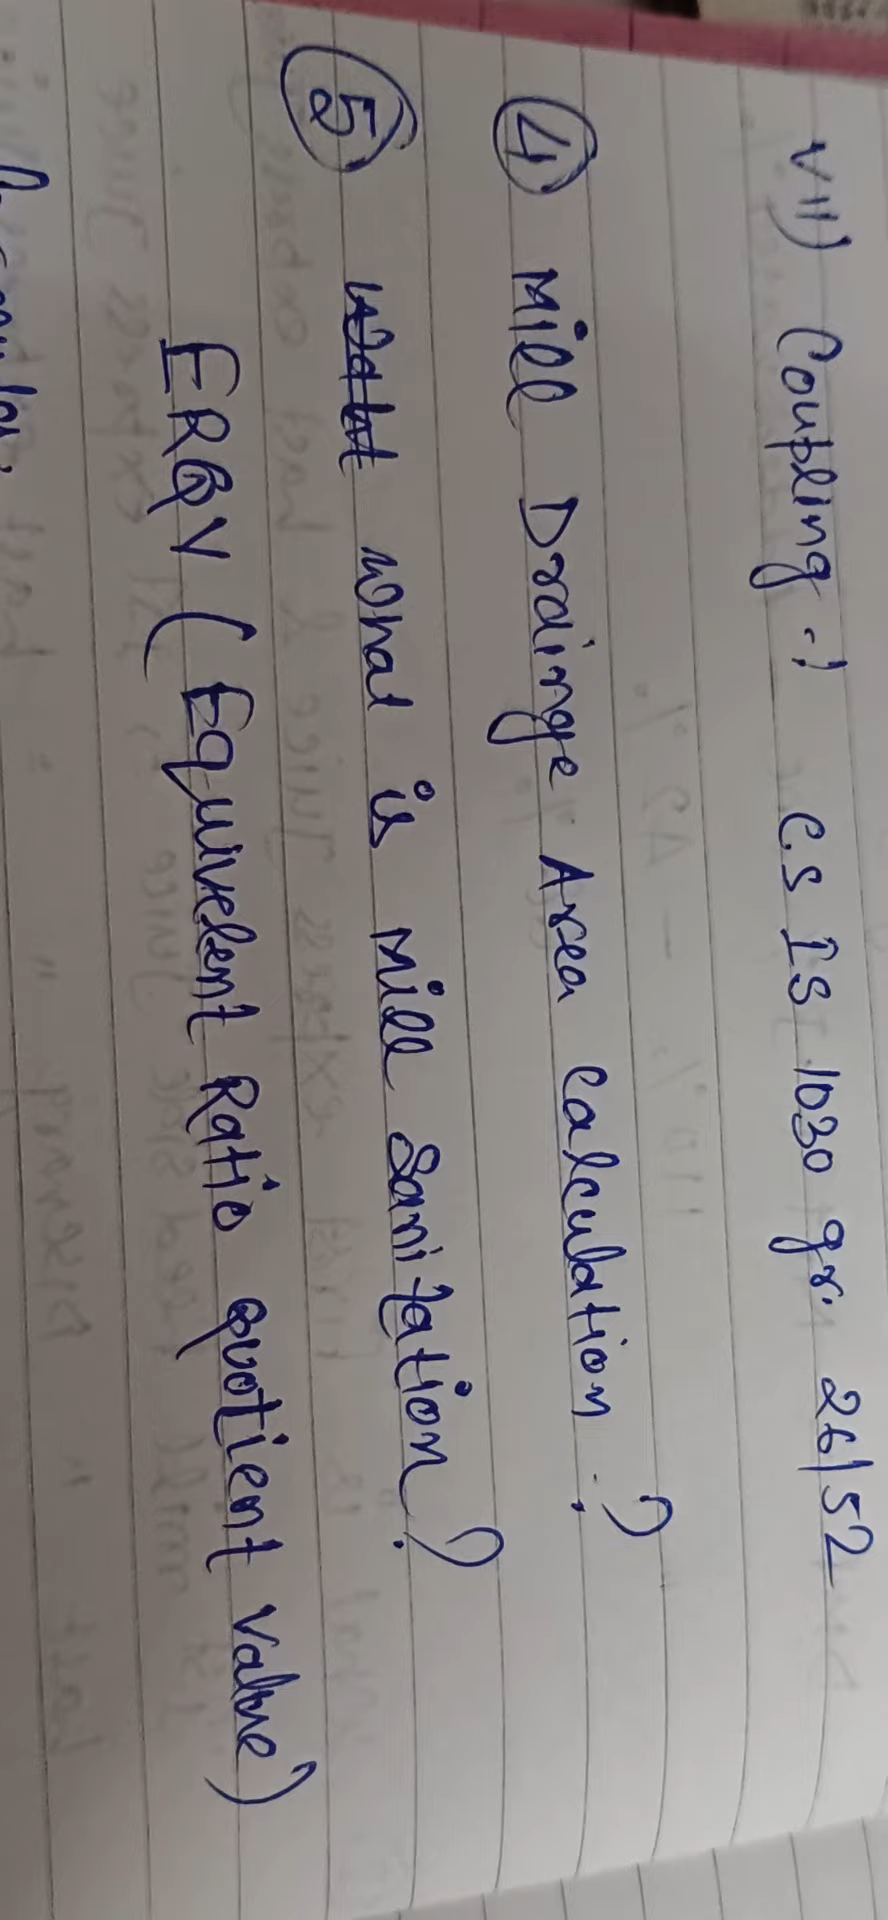 VII) Coupling :- C.S IS 1030 gr. 26/52
④ Mill Drainge Area Calculation ?
⑤ what is Mill Sanitation ?
ERQV ( Equivelent Ratio quotient value )